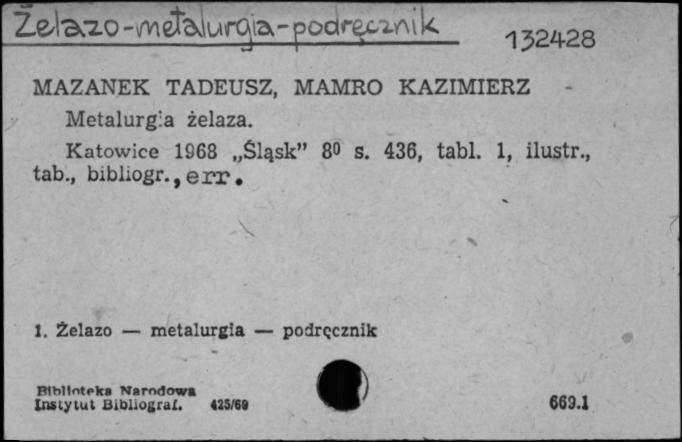 Żelazo-metalurgia-podręcznik
132428
MAZANEK TADEUSZ, MAMRO KAZIMIERZ
Metalurgia żelaza.
Katowice 1968 „Śląsk” 8⁰ s. 436, tabl. 1, ilustr.,
tab., bibliogr., err.
1. Żelazo — metalurgia — podręcznik
Biblioteka Narodowa
Instytut Bibliograf. 425/69
669.1